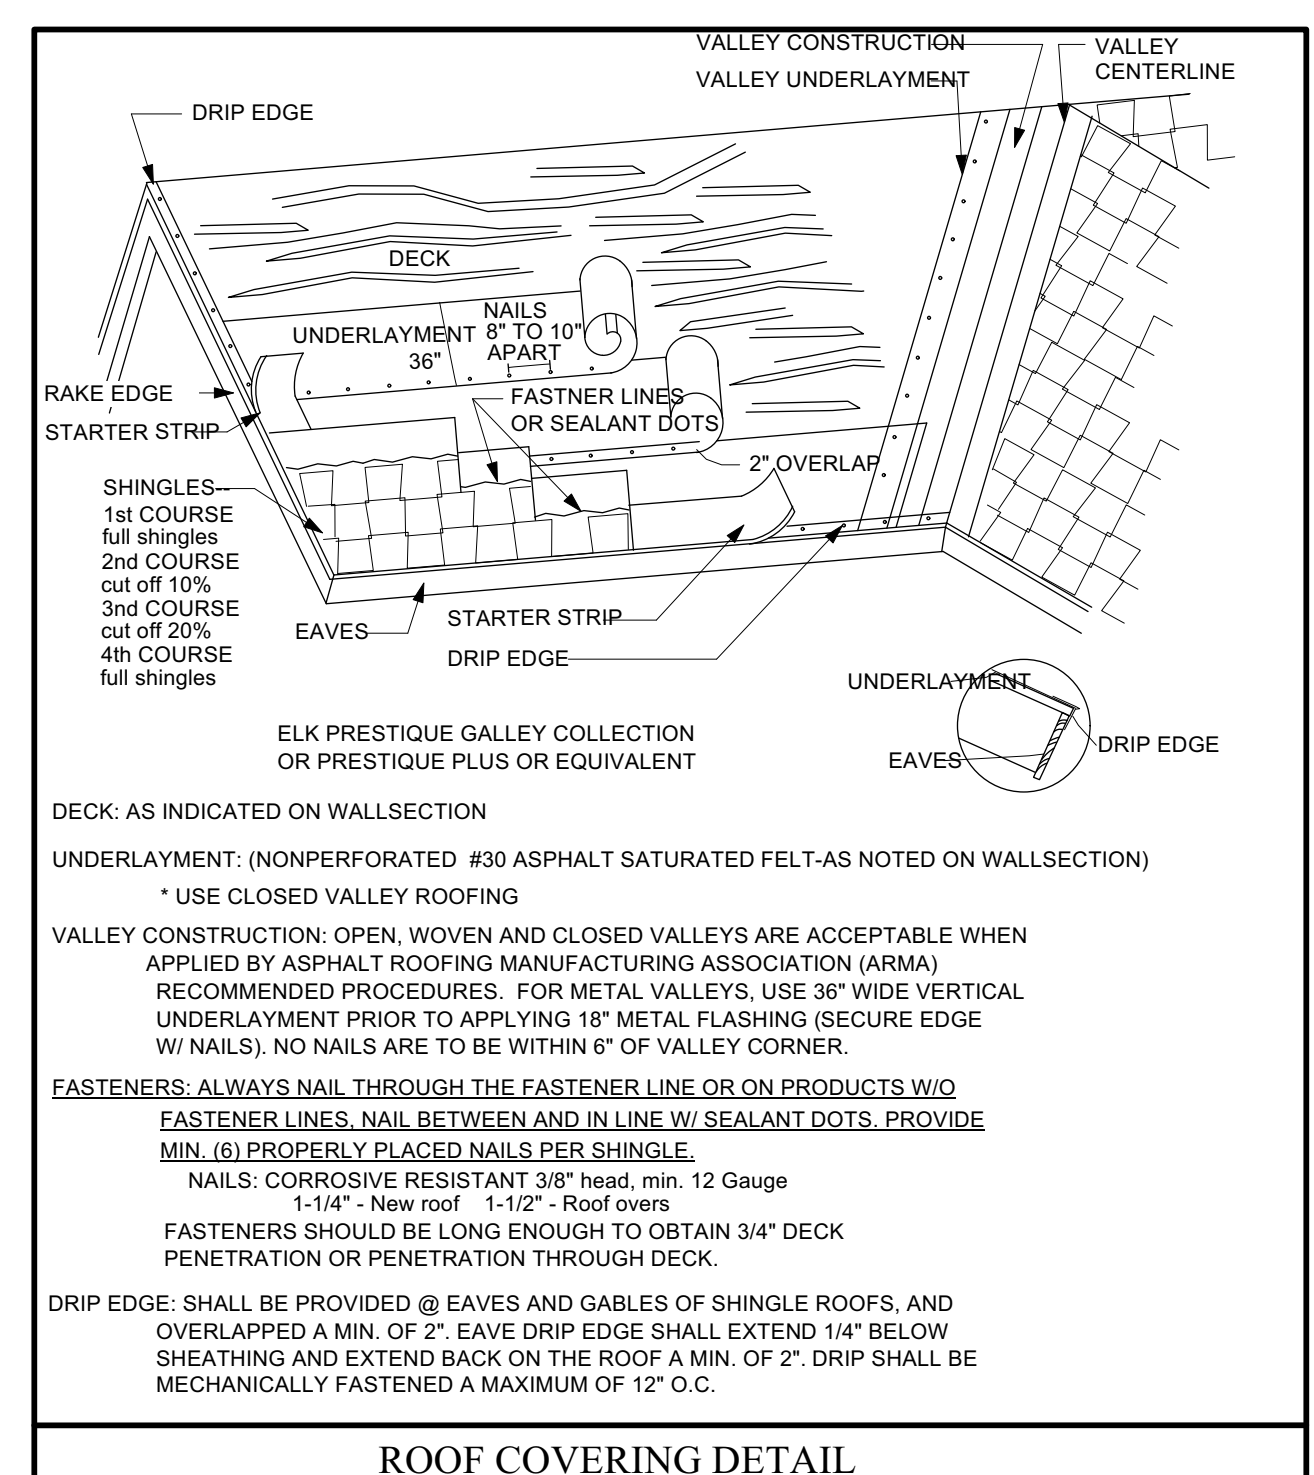 VALLEY CONSTRUCTION
VALLEY
CENTERLINE
VALLEY UNDERLAYMENT
DRIP EDGE
DECK
UNDERLAYMENT
36"
NAILS
8" TO 10"
APART
RAKE EDGE
STARTER STRIP
FASTNER LINES
OR SEALANT DOTS
2" OVERLAP
SHINGLES--
1st COURSE
full shingles
2nd COURSE
cut off 10%
3nd COURSE
cut off 20%
4th COURSE
full shingles
EAVES
STARTER STRIP
DRIP EDGE
UNDERLAYMENT
EAVES
DRIP EDGE
ELK PRESTIQUE GALLEY COLLECTION
OR PRESTIQUE PLUS OR EQUIVALENT
DECK: AS INDICATED ON WALLSECTION
UNDERLAYMENT: (NONPERFORATED #30 ASPHALT SATURATED FELT-AS NOTED ON WALLSECTION)
* USE CLOSED VALLEY ROOFING
VALLEY CONSTRUCTION: OPEN, WOVEN AND CLOSED VALLEYS ARE ACCEPTABLE WHEN
APPLIED BY ASPHALT ROOFING MANUFACTURING ASSOCIATION (ARMA)
RECOMMENDED PROCEDURES. FOR METAL VALLEYS, USE 36" WIDE VERTICAL
UNDERLAYMENT PRIOR TO APPLYING 18" METAL FLASHING (SECURE EDGE
W/ NAILS). NO NAILS ARE TO BE WITHIN 6" OF VALLEY CORNER.
FASTENERS: ALWAYS NAIL THROUGH THE FASTENER LINE OR ON PRODUCTS W/O
FASTENER LINES, NAIL BETWEEN AND IN LINE W/ SEALANT DOTS. PROVIDE
MIN. (6) PROPERLY PLACED NAILS PER SHINGLE.
NAILS: CORROSIVE RESISTANT 3/8" head, min. 12 Gauge
1-1/4" - New roof 1-1/2" - Roof overs
FASTENERS SHOULD BE LONG ENOUGH TO OBTAIN 3/4" DECK
PENETRATION OR PENETRATION THROUGH DECK.
DRIP EDGE: SHALL BE PROVIDED @ EAVES AND GABLES OF SHINGLE ROOFS, AND
OVERLAPPED A MIN. OF 2". EAVE DRIP EDGE SHALL EXTEND 1/4" BELOW
SHEATHING AND EXTEND BACK ON THE ROOF A MIN. OF 2". DRIP SHALL BE
MECHANICALLY FASTENED A MAXIMUM OF 12" O.C.
ROOF COVERING DETAIL